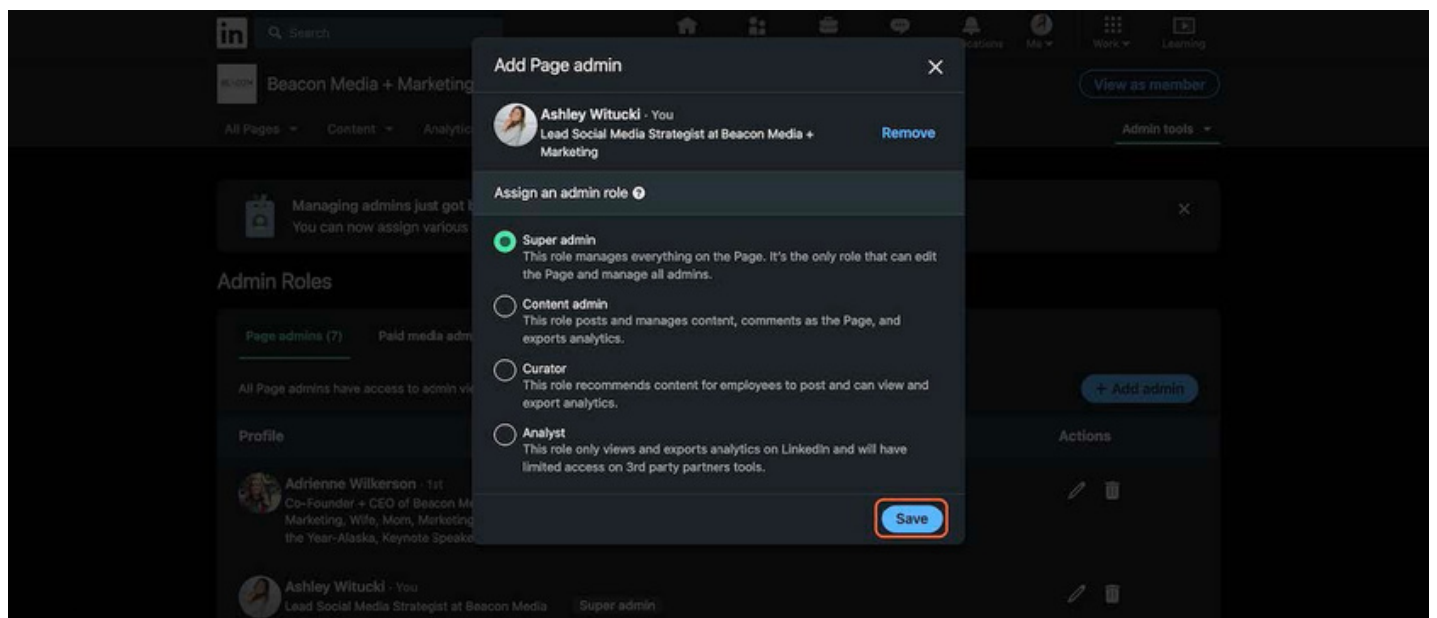 in
Search
Me
Work
Learning
Beacon Media + Marketing
View as member
All Pages
Content
Admin tools
Managing admins just got
You can now assign various
Admin Roles
Page admins (7)
Paid media
All Page admins have access to admin
+ Add admin
Profile
Actions
Adrienne Wilkerson · 1st
Co-Founder + CEO of Beacon
Marketing, Wife, Mom, Marketing
the Year-Alaska, Keynote
Ashley Witucki · You
Lead Social Media Strategist at Beacon Media
Super admin
Add Page admin
Ashley Witucki · You
Lead Social Media Strategist at Beacon Media +
Marketing
Remove
Assign an admin role
Super admin
This role manages everything on the Page. It's the only role that can edit
the Page and manage all admins.
Content admin
This role posts and manages content, comments as the Page, and
exports analytics.
Curator
This role recommends content for employees to post and can view and
export analytics.
Analyst
This role only views and exports analytics on LinkedIn and will have
limited access on 3rd party partners tools.
Save